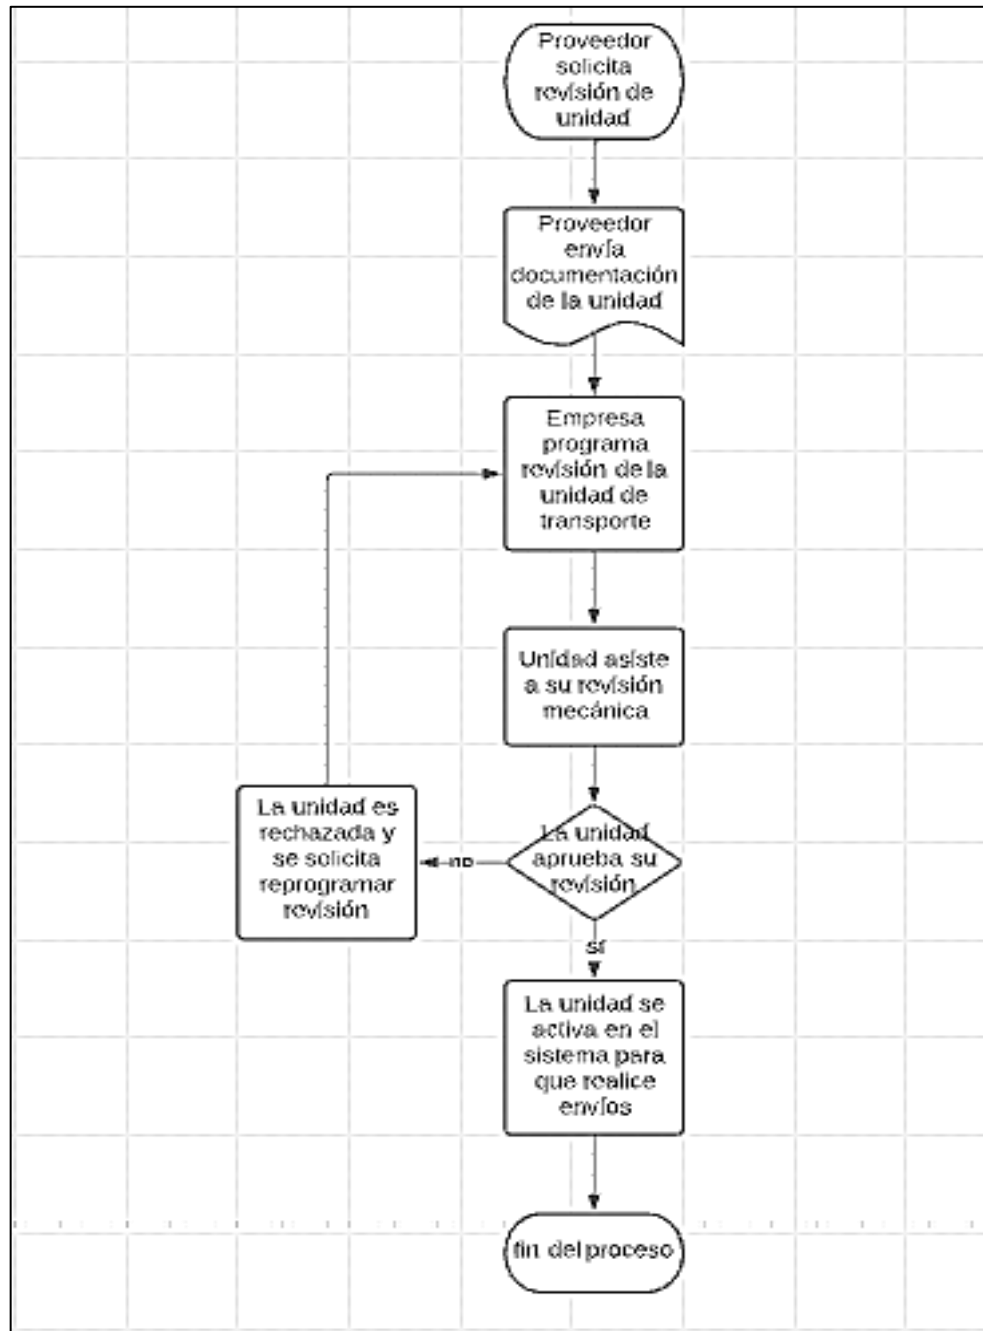 Proveedor
solicita
revisión de
unidad
Proveedor
envía
documentación
de la unidad
Empresa
programa
revisión de la
unidad de
transporte
Unidad asiste
a su revisión
mecánica
La unidad es
rechazada y
se solicita
reprogramar
revisión
no
La unidad
aprueba su
revisión
sí
La unidad se
activa en el
sistema para
que realice
envíos
fin del proceso